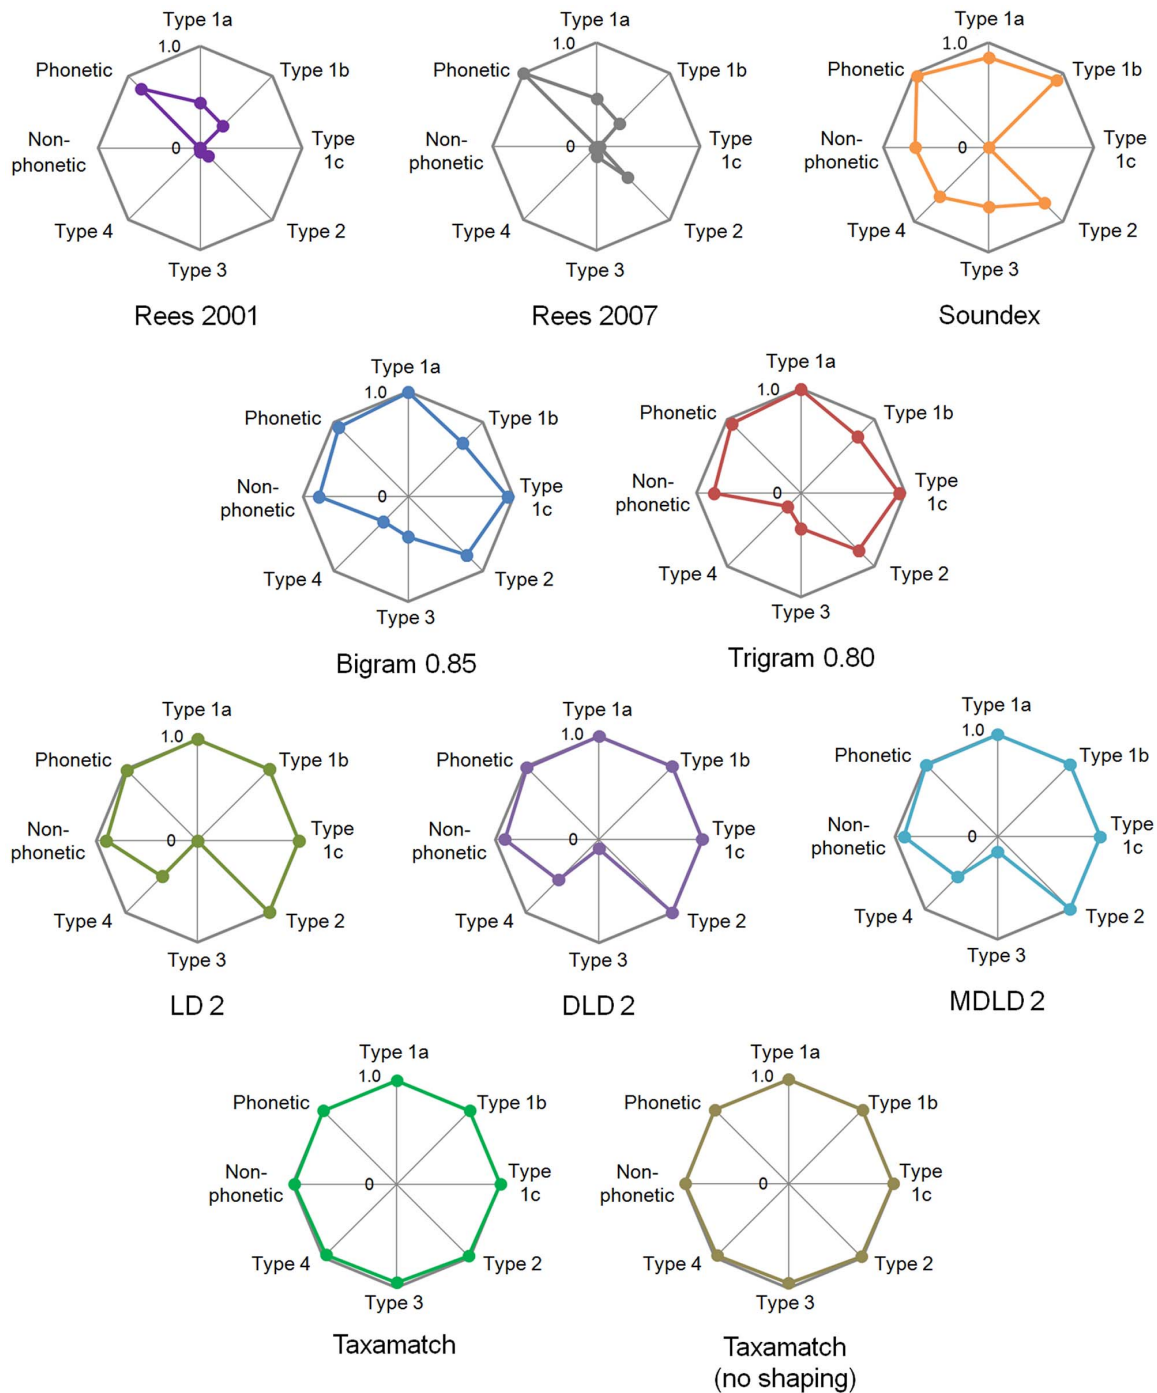 Type 1a
1.0
Phonetic
Type 1b
Non-
phonetic
0
Type
1c
Type 4
Type 2
Type 3
Rees 2001
Type 1a
1.0
Phonetic
Type 1b
Non-
phonetic
0
Type
1c
Type 4
Type 2
Type 3
Rees 2007
Type 1a
1.0
Phonetic
Type 1b
Non-
phonetic
0
Type
1c
Type 4
Type 2
Type 3
Soundex
Type 1a
1.0
Phonetic
Type 1b
Non-
phonetic
0
Type
1c
Type 4
Type 2
Type 3
Bigram 0.85
Type 1a
1.0
Phonetic
Type 1b
Non-
phonetic
0
Type
1c
Type 4
Type 2
Type 3
Trigram 0.80
Type 1a
1.0
Phonetic
Type 1b
Non-
phonetic
0
Type
1c
Type 4
Type 2
Type 3
LD 2
Type 1a
1.0
Phonetic
Type 1b
Non-
phonetic
0
Type
1c
Type 4
Type 2
Type 3
DLD 2
Type 1a
1.0
Phonetic
Type 1b
Non-
phonetic
0
Type
1c
Type 4
Type 2
Type 3
MDLD 2
Type 1a
1.0
Phonetic
Type 1b
Non-
phonetic
0
Type
1c
Type 4
Type 2
Type 3
Taxamatch
Type 1a
1.0
Phonetic
Type 1b
Non-
phonetic
0
Type
1c
Type 4
Type 2
Type 3
Taxamatch
(no shaping)